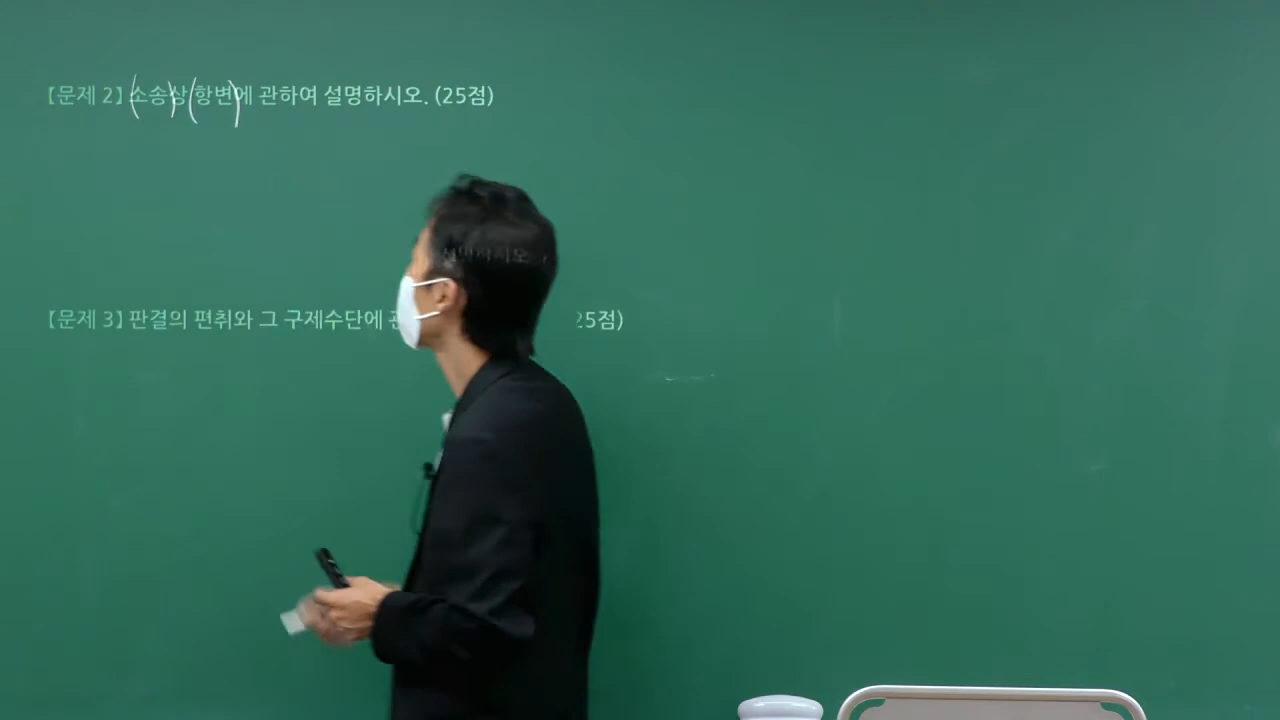 【문제 2】 소송상 항변에 관하여 설명하시오. (25점)
【문제 3】 판결의 편취와 그 구제수단에 25점)